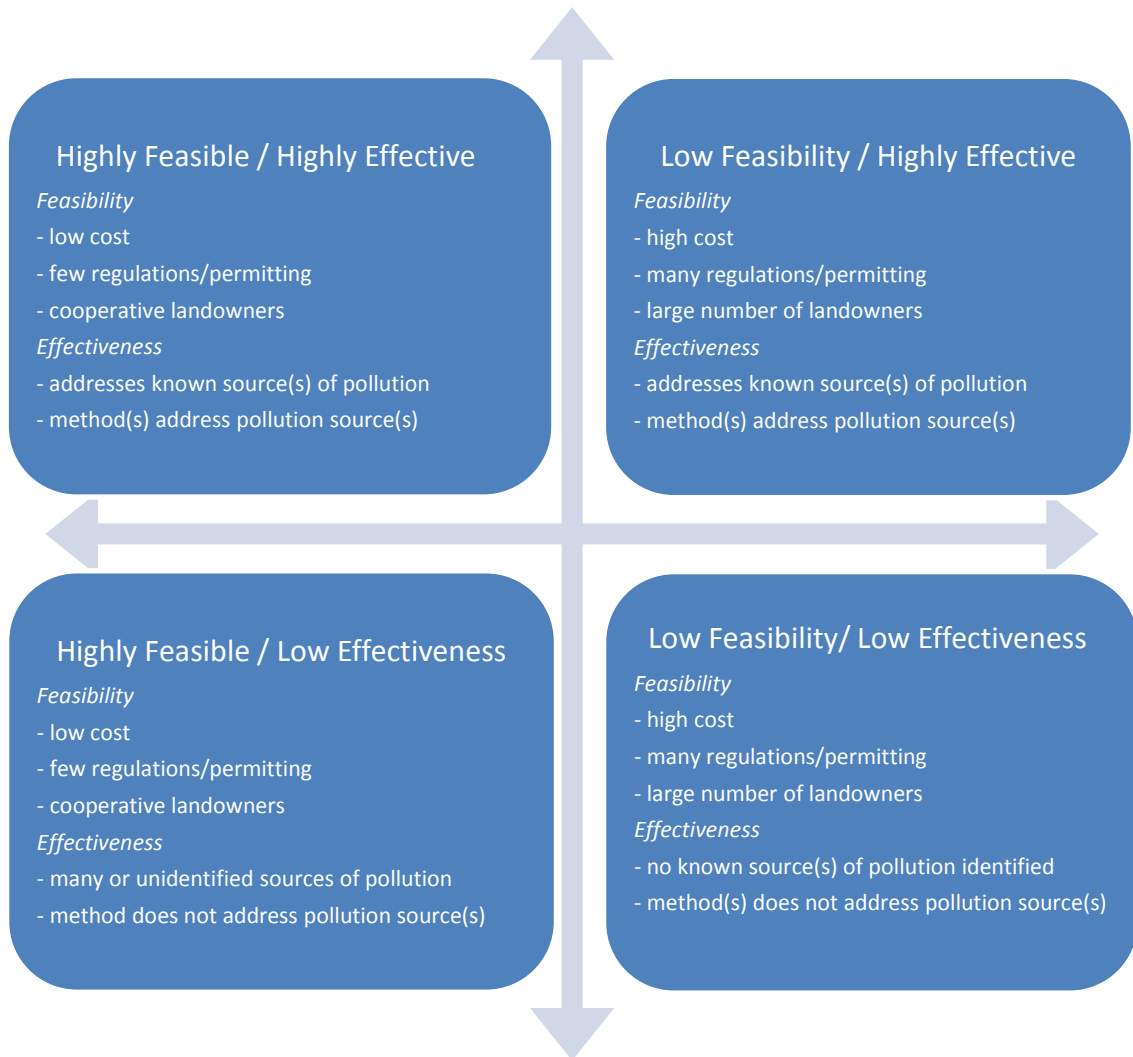 Highly Feasible / Highly Effective
Feasibility
- low cost
- few regulations/permitting
- cooperative landowners
Effectiveness
- addresses known source(s) of pollution
- method(s) address pollution source(s)
Low Feasibility / Highly Effective
Feasibility
- high cost
- many regulations/permitting
- large number of landowners
Effectiveness
- addresses known source(s) of pollution
- method(s) address pollution source(s)
Highly Feasible / Low Effectiveness
Feasibility
- low cost
- few regulations/permitting
- cooperative landowners
Effectiveness
- many or unidentified sources of pollution
- method does not address pollution source(s)
Low Feasibility/ Low Effectiveness
Feasibility
- high cost
- many regulations/permitting
- large number of landowners
Effectiveness
- no known source(s) of pollution identified
- method(s) does not address pollution source(s)